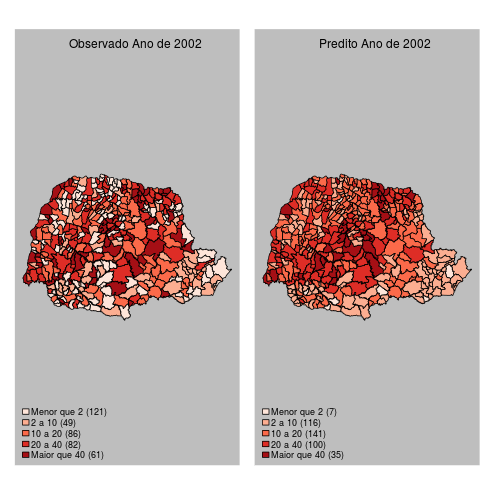 Observado Ano de 2002
Menor que 2 (121)
2 a 10 (49)
10 a 20 (86)
20 a 40 (82)
Maior que 40 (61)
Predito Ano de 2002
Menor que 2 (7)
2 a 10 (116)
10 a 20 (141)
20 a 40 (100)
Maior que 40 (35)